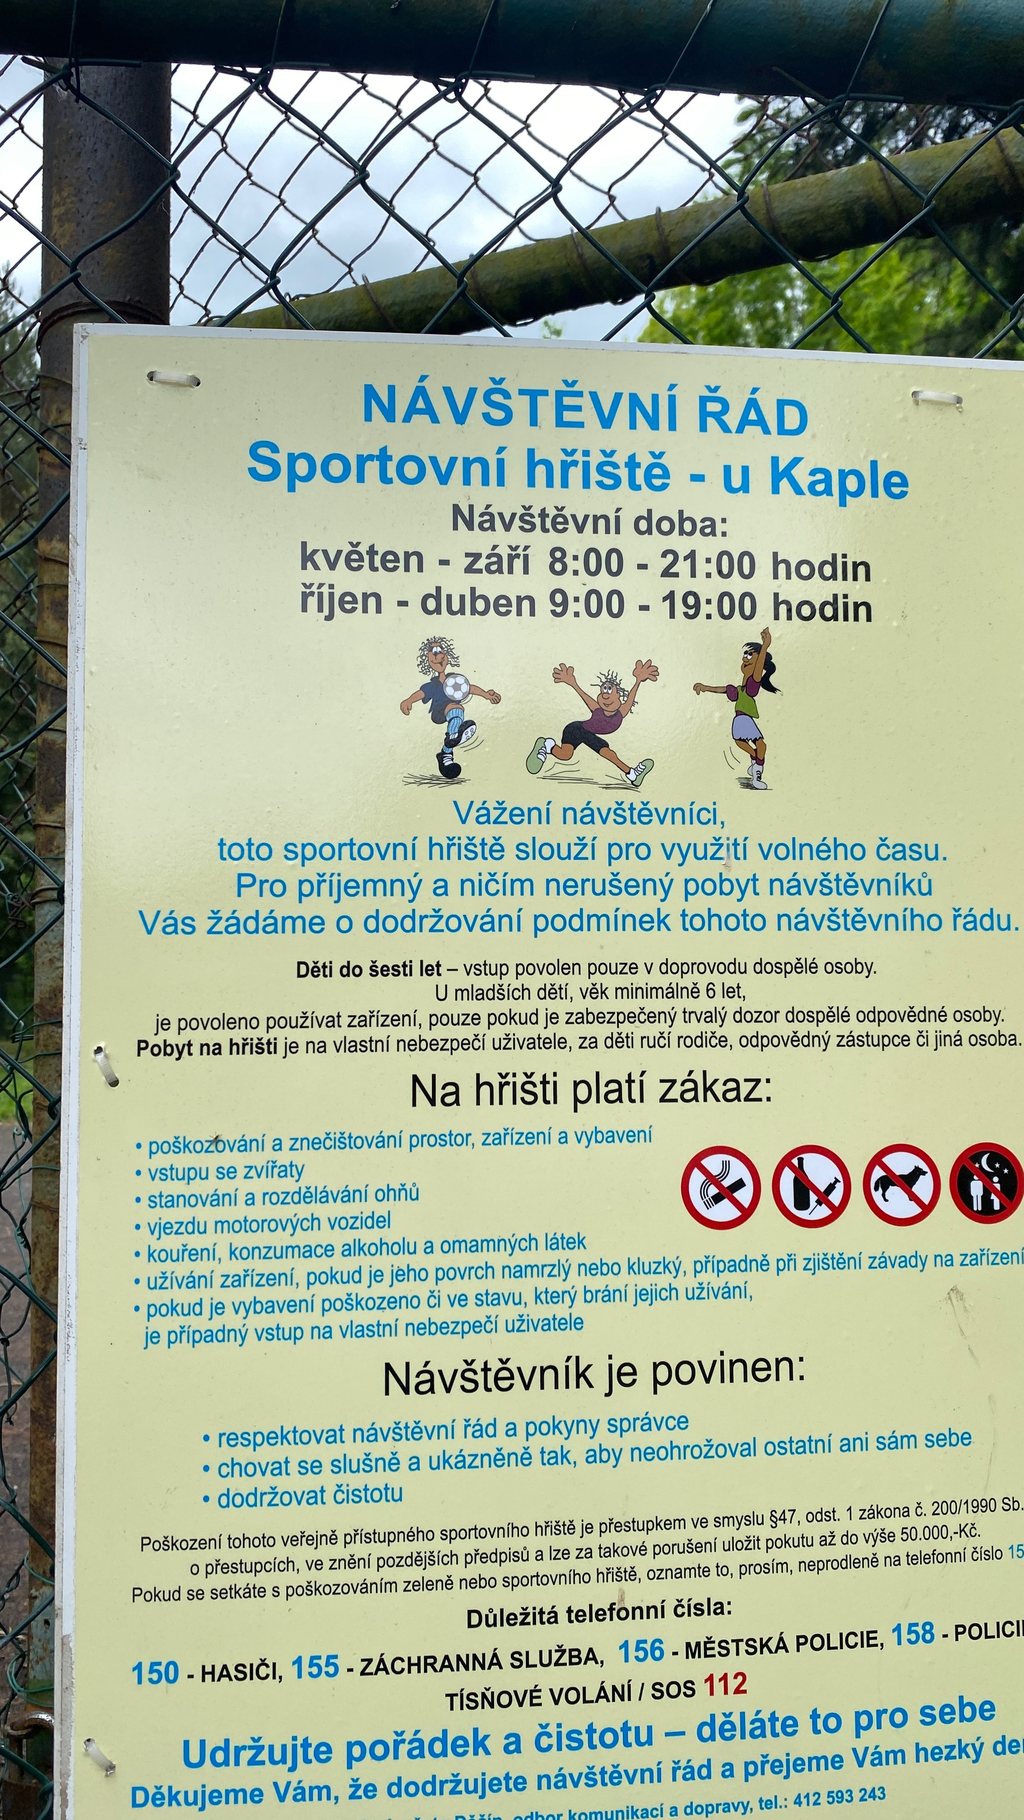 NÁVŠTĚVNÍ ŘÁD
Sportovní hřiště - u Kaple
Návštěvní doba:
květen - září 8:00 - 21:00 hodin
říjen - duben 9:00 - 19:00 hodin
Vážení návštěvníci,
toto sportovní hřiště slouží pro využití volného času.
Pro příjemný a ničím nerušený pobyt návštěvníků
Vás žádáme o dodržování podmínek tohoto návštěvního řádu.
Děti do šesti let – vstup povolen pouze v doprovodu dospělé osoby.
U mladších dětí, věk minimálně 6 let,
je povoleno používat zařízení, pouze pokud je zabezpečený trvalý dozor dospělé odpovědné osoby.
Pobyt na hřišti je na vlastní nebezpečí uživatele, za děti ručí rodiče, odpovědný zástupce či jiná osoba.
Na hřišti platí zákaz:
• poškozování a znečištování prostor, zařízení a vybavení
• vstupu se zvířaty
• stanování a rozdělávání ohňů
• vjezdu motorových vozidel
• kouření, konzumace alkoholu a omamných látek
• užívání zařízení, pokud je jeho povrch namrzlý nebo kluzký, případně při zjištění závady na zařízení
• pokud je vybavení poškozeno či ve stavu, který brání jejich užívání,
je případný vstup na vlastní nebezpečí uživatele
Návštěvník je povinen:
• respektovat návštěvní řád a pokyny správce
• chovat se slušně a ukázněně tak, aby neohrožoval ostatní ani sám sebe
• dodržovat čistotu
Poškození tohoto veřejně přístupného sportovního hřiště je přestupkem ve smyslu §47, odst. 1 zákona č. 200/1990 Sb.
o přestupcích, ve znění pozdějších předpisů a lze za takové porušení uložit pokutu až do výše 50.000,-Kč.
Pokud se setkáte s poškozováním zeleně nebo sportovního hřiště, oznamte to, prosím, neprodleně na telefonní číslo 15
Důležitá telefonní čísla:
150 - HASIČI, 155 - ZÁCHRANNÁ SLUŽBA, 156 - MĚSTSKÁ POLICIE, 158 - POLICI
TÍSŇOVÉ VOLÁNÍ / SOS 112
Udržujte pořádek a čistotu – děláte to pro sebe
Děkujeme Vám, že dodržujete návštěvní řád a přejeme Vám hezký de
Děčín, odbor komunikací a dopravy, tel.: 412 593 243